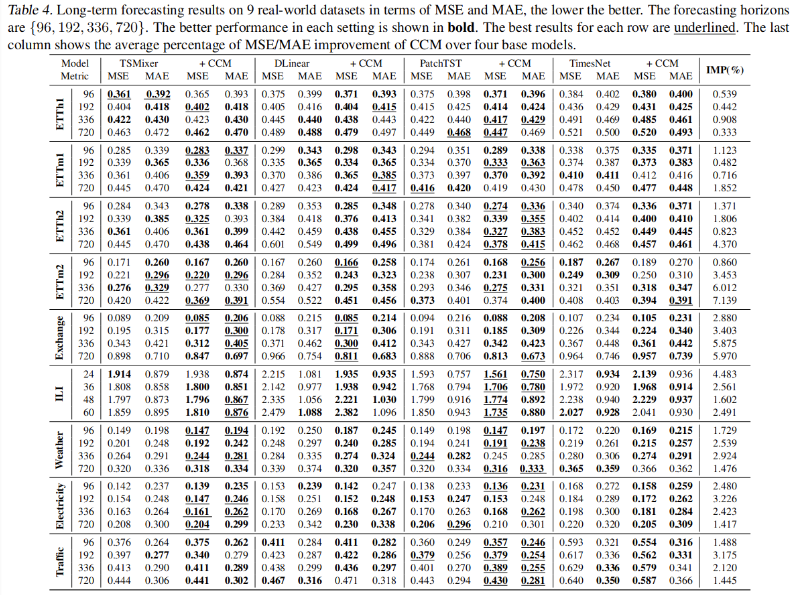 Table 4. Long-term forecasting results on 9 real-world datasets in terms of MSE and MAE, the lower the better. The forecasting horizons
are {96, 192, 336, 720}. The better performance in each setting is shown in bold. The best results for each row are underlined. The last
column shows the average percentage of MSE/MAE improvement of CCM over four base models.
Model TSMixer + CCM DLinear + CCM PatchTST + CCM TimesNet + CCM IMP(%)
Metric MSE MAE MSE MAE MSE MAE MSE MAE MSE MAE MSE MAE MSE MAE MSE MAE
ETTh1
96 0.361 0.392 0.365 0.393 0.375 0.399 0.371 0.393 0.375 0.398 0.371 0.396 0.384 0.402 0.380 0.400 0.539
192 0.404 0.418 0.402 0.418 0.405 0.416 0.404 0.415 0.415 0.425 0.414 0.424 0.436 0.429 0.431 0.425 0.442
336 0.422 0.430 0.423 0.430 0.445 0.440 0.438 0.443 0.422 0.440 0.417 0.429 0.491 0.469 0.485 0.461 0.908
720 0.463 0.472 0.462 0.470 0.489 0.488 0.479 0.497 0.449 0.468 0.447 0.469 0.521 0.500 0.520 0.493 0.333
ETTm1
96 0.285 0.339 0.283 0.337 0.299 0.343 0.298 0.343 0.294 0.351 0.289 0.338 0.338 0.375 0.335 0.371 1.123
192 0.339 0.365 0.336 0.368 0.335 0.365 0.334 0.365 0.334 0.370 0.333 0.363 0.374 0.387 0.373 0.383 0.482
336 0.361 0.406 0.359 0.393 0.370 0.386 0.365 0.385 0.373 0.397 0.370 0.392 0.410 0.411 0.412 0.416 0.716
720 0.445 0.470 0.424 0.421 0.427 0.423 0.424 0.417 0.416 0.420 0.419 0.430 0.478 0.450 0.477 0.448 1.852
ETTh2
96 0.284 0.343 0.278 0.338 0.289 0.353 0.285 0.348 0.278 0.340 0.274 0.336 0.340 0.374 0.336 0.371 1.371
192 0.339 0.385 0.325 0.393 0.384 0.418 0.376 0.413 0.341 0.382 0.339 0.355 0.402 0.414 0.400 0.410 1.806
336 0.361 0.406 0.361 0.399 0.442 0.459 0.438 0.455 0.329 0.384 0.327 0.383 0.452 0.452 0.449 0.445 0.823
720 0.445 0.470 0.438 0.464 0.601 0.549 0.499 0.496 0.381 0.424 0.378 0.415 0.462 0.468 0.457 0.461 4.370
ETTm2
96 0.171 0.260 0.167 0.260 0.167 0.260 0.166 0.258 0.174 0.261 0.168 0.256 0.187 0.267 0.189 0.270 0.860
192 0.221 0.296 0.220 0.296 0.284 0.352 0.243 0.323 0.238 0.307 0.231 0.300 0.249 0.309 0.250 0.310 3.453
336 0.276 0.329 0.277 0.330 0.369 0.427 0.295 0.358 0.293 0.346 0.275 0.331 0.321 0.351 0.318 0.347 6.012
720 0.420 0.422 0.369 0.391 0.554 0.522 0.451 0.456 0.373 0.401 0.374 0.400 0.408 0.403 0.394 0.391 7.139
Exchange
96 0.089 0.209 0.085 0.206 0.088 0.215 0.085 0.214 0.094 0.216 0.088 0.208 0.107 0.234 0.105 0.231 2.880
192 0.195 0.315 0.177 0.300 0.178 0.317 0.171 0.306 0.191 0.311 0.185 0.309 0.226 0.344 0.224 0.340 3.403
336 0.343 0.421 0.312 0.405 0.371 0.462 0.300 0.412 0.343 0.427 0.342 0.423 0.367 0.448 0.361 0.442 5.875
720 0.898 0.710 0.847 0.697 0.966 0.754 0.811 0.683 0.888 0.706 0.813 0.673 0.964 0.746 0.957 0.739 5.970
ILI
24 1.914 0.879 1.938 0.874 2.215 1.081 1.935 0.935 1.593 0.757 1.561 0.750 2.317 0.934 2.139 0.936 4.483
36 1.808 0.858 1.800 0.851 2.142 0.977 1.938 0.942 1.768 0.794 1.706 0.780 1.972 0.920 1.968 0.914 2.561
48 1.797 0.873 1.796 0.867 2.335 1.056 2.221 1.030 1.799 0.916 1.774 0.892 2.238 0.940 2.229 0.937 1.602
60 1.859 0.895 1.810 0.876 2.479 1.088 2.382 1.096 1.850 0.943 1.735 0.880 2.027 0.928 2.041 0.930 2.491
Weather
96 0.149 0.198 0.147 0.194 0.192 0.250 0.187 0.245 0.149 0.198 0.147 0.197 0.172 0.220 0.169 0.215 1.729
192 0.201 0.248 0.192 0.242 0.248 0.297 0.240 0.285 0.194 0.241 0.191 0.238 0.219 0.261 0.215 0.257 2.539
336 0.264 0.291 0.244 0.281 0.284 0.335 0.274 0.324 0.244 0.282 0.245 0.285 0.280 0.306 0.274 0.291 2.924
720 0.320 0.336 0.318 0.334 0.339 0.374 0.320 0.357 0.320 0.334 0.316 0.333 0.365 0.359 0.366 0.362 1.476
Electricity
96 0.142 0.237 0.139 0.235 0.153 0.239 0.142 0.247 0.138 0.233 0.136 0.231 0.168 0.272 0.158 0.259 2.480
192 0.154 0.248 0.147 0.246 0.158 0.251 0.152 0.248 0.153 0.247 0.153 0.248 0.184 0.289 0.172 0.262 3.226
336 0.163 0.264 0.161 0.262 0.170 0.269 0.168 0.267 0.170 0.263 0.168 0.262 0.198 0.300 0.181 0.284 2.423
720 0.208 0.300 0.204 0.299 0.233 0.342 0.230 0.338 0.206 0.296 0.210 0.301 0.220 0.320 0.205 0.309 1.417
Traffic
96 0.376 0.264 0.375 0.262 0.411 0.284 0.411 0.282 0.360 0.249 0.357 0.246 0.593 0.321 0.554 0.316 1.488
192 0.397 0.277 0.340 0.279 0.423 0.287 0.422 0.286 0.379 0.256 0.379 0.254 0.617 0.336 0.562 0.331 3.175
336 0.413 0.290 0.411 0.289 0.438 0.299 0.436 0.297 0.401 0.270 0.389 0.255 0.629 0.336 0.579 0.341 2.120
720 0.444 0.306 0.441 0.302 0.467 0.316 0.471 0.318 0.443 0.294 0.430 0.281 0.640 0.350 0.587 0.366 1.445